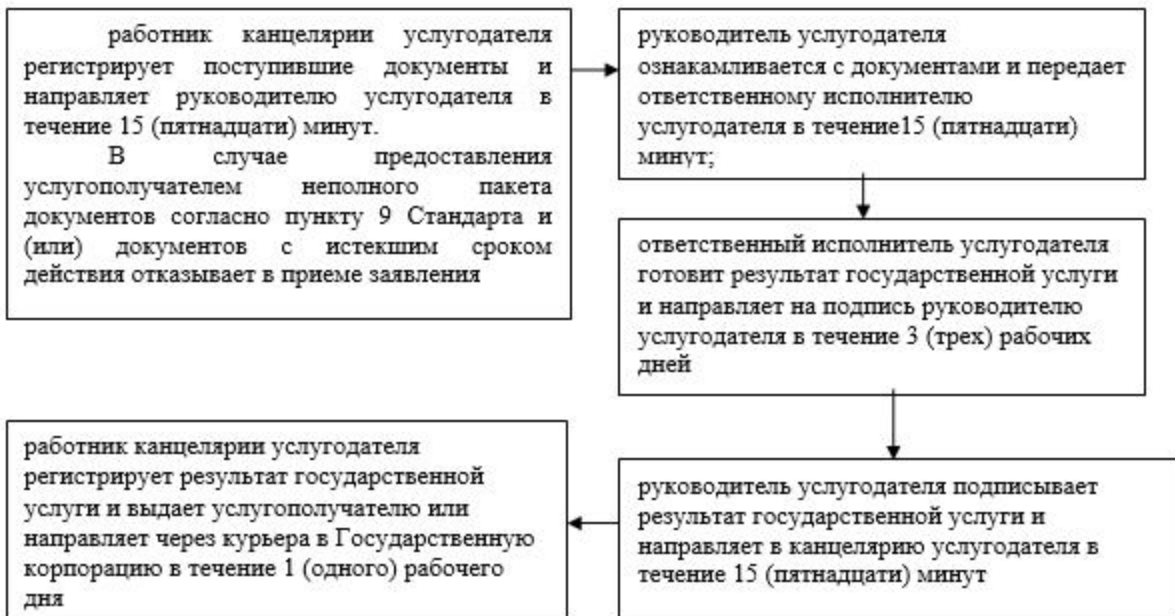 работник канцелярии услугодателя
регистрирует поступившие документы и
направляет руководителю услугодателя в
течение 15 (пятнадцати) минут.
В случае предоставления
услугополучателем неполного пакета
документов согласно пункту 9 Стандарта и
(или) документов с истекшим сроком
действия отказывает в приеме заявления
руководитель услугодателя
ознакамливается с документами и передает
ответственному исполнителю
услугодателя в течение15 (пятнадцати)
минут;
ответственный исполнитель услугодателя
готовит результат государственной услуги
и направляет на подпись руководителю
услугодателя в течение 3 (трех) рабочих
дней
руководитель услугодателя подписывает
результат государственной услуги и
направляет в канцелярию услугодателя в
течение 15 (пятнадцати) минут
работник канцелярии услугодателя
регистрирует результат государственной
услуги и выдает услугополучателю или
направляет через курьера в Государственную
корпорацию в течение 1 (одного) рабочего
дня